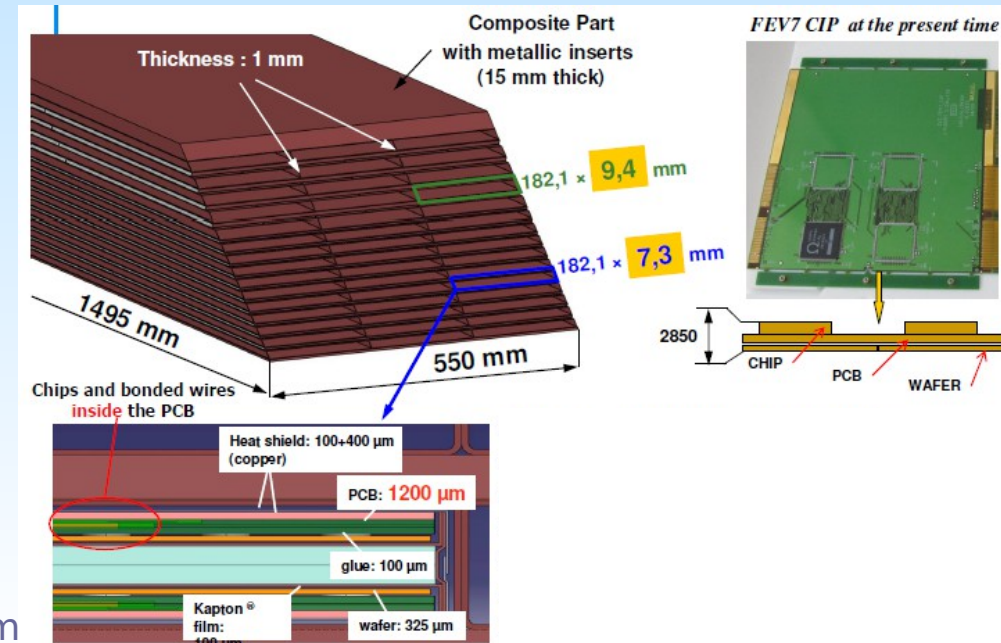 Composite Part
with metallic inserts
(15 mm thick)
Thickness : 1 mm
FEV7 CIP at the present time
182,1 × 9,4 mm
182,1 × 7,3 mm
1495 mm
550 mm
2850
CHIP
PCB
WAFER
Chips and bonded wires
inside the PCB
Heat shield: 100+400 µm
(copper)
PCB: 1200 µm
glue: 100 µm
Kapton ®
film:
100 µm
wafer: 325 µm
m